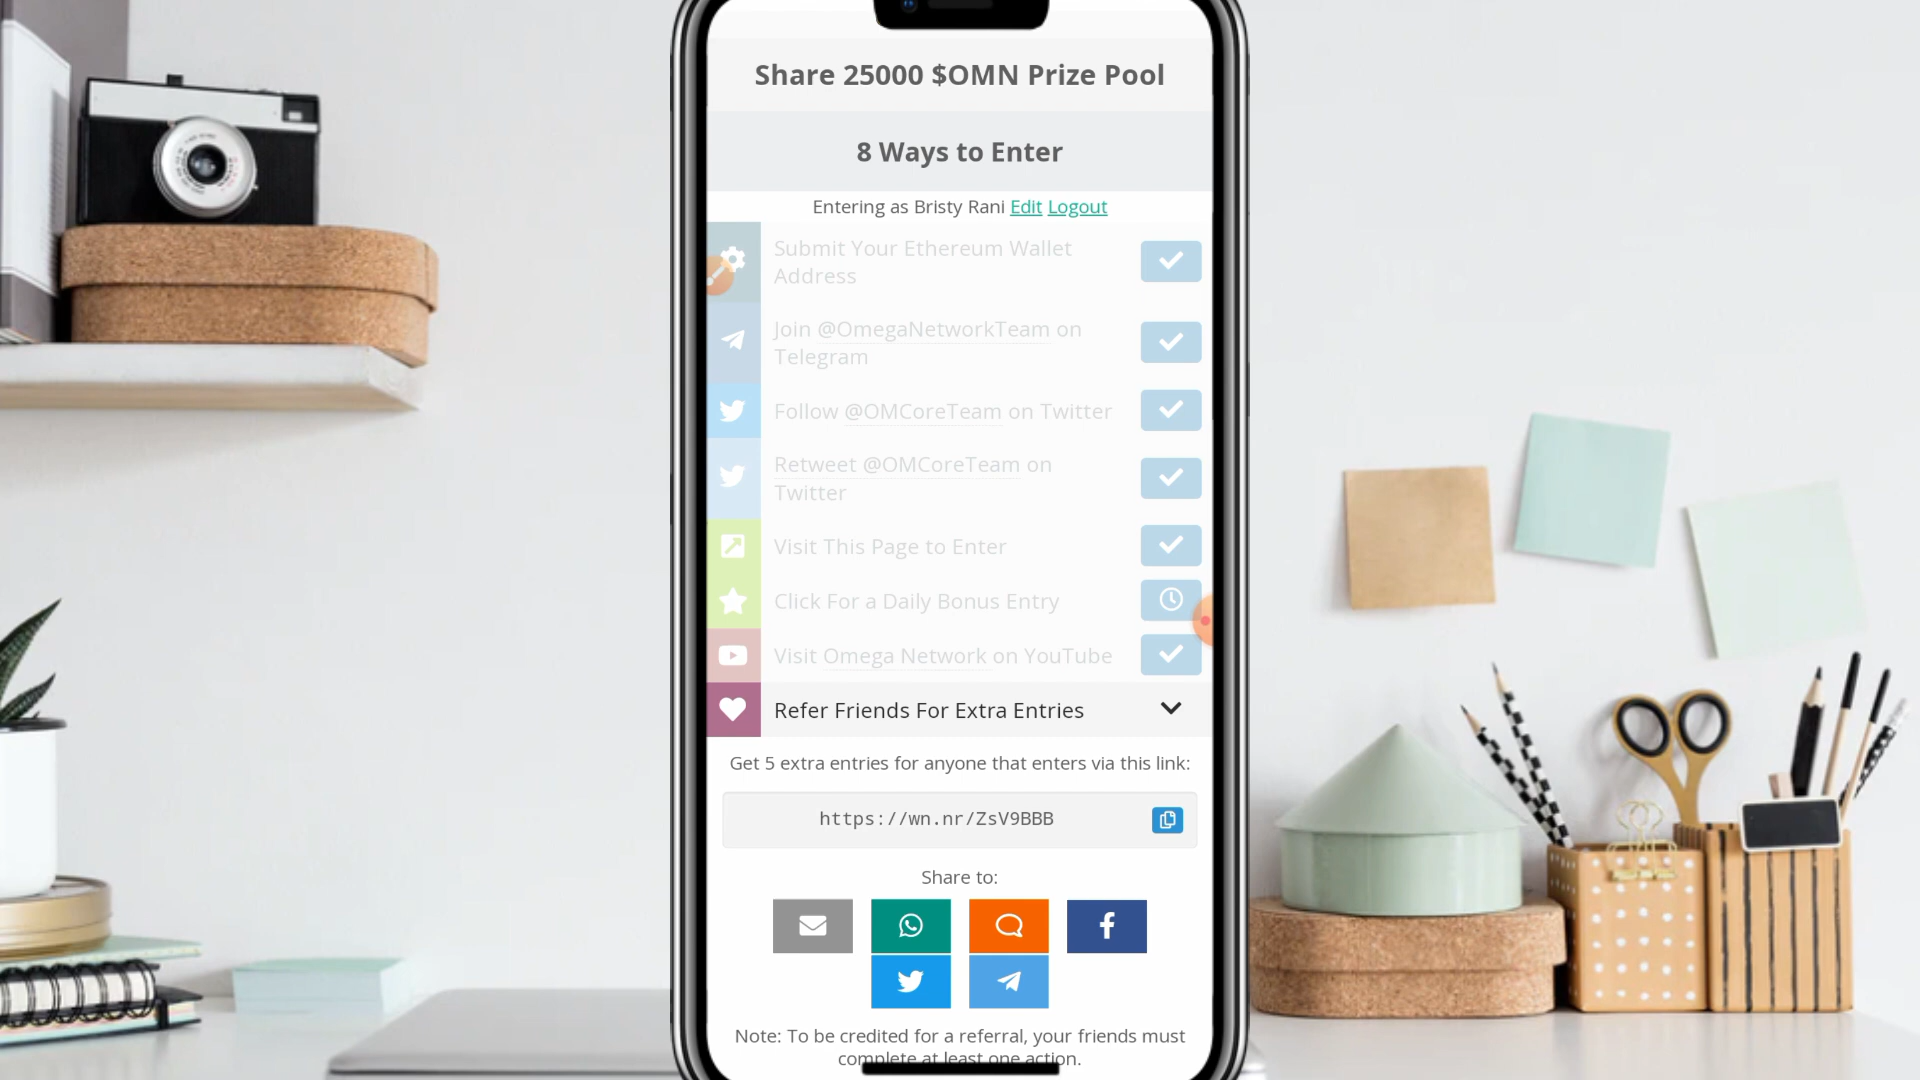 Share 25000 $OMN Prize Pool
8 Ways to Enter
Entering as Bristy Rani Edit Logout
Submit Your Ethereum Wallet
Address
Join @OmegaNetworkTeam on
Telegram
Follow @OMCoreTeam on Twitter
Retweet @OMCoreTeam on
Twitter
Visit This Page to Enter
Click For a Daily Bonus Entry
Visit Omega Network on YouTube
Refer Friends For Extra Entries
Get 5 extra entries for anyone that enters via this link:
https://wn.nr/ZsV9BBB
Share to:
Note: To be credited for a referral, your friends must
complete at least one action.